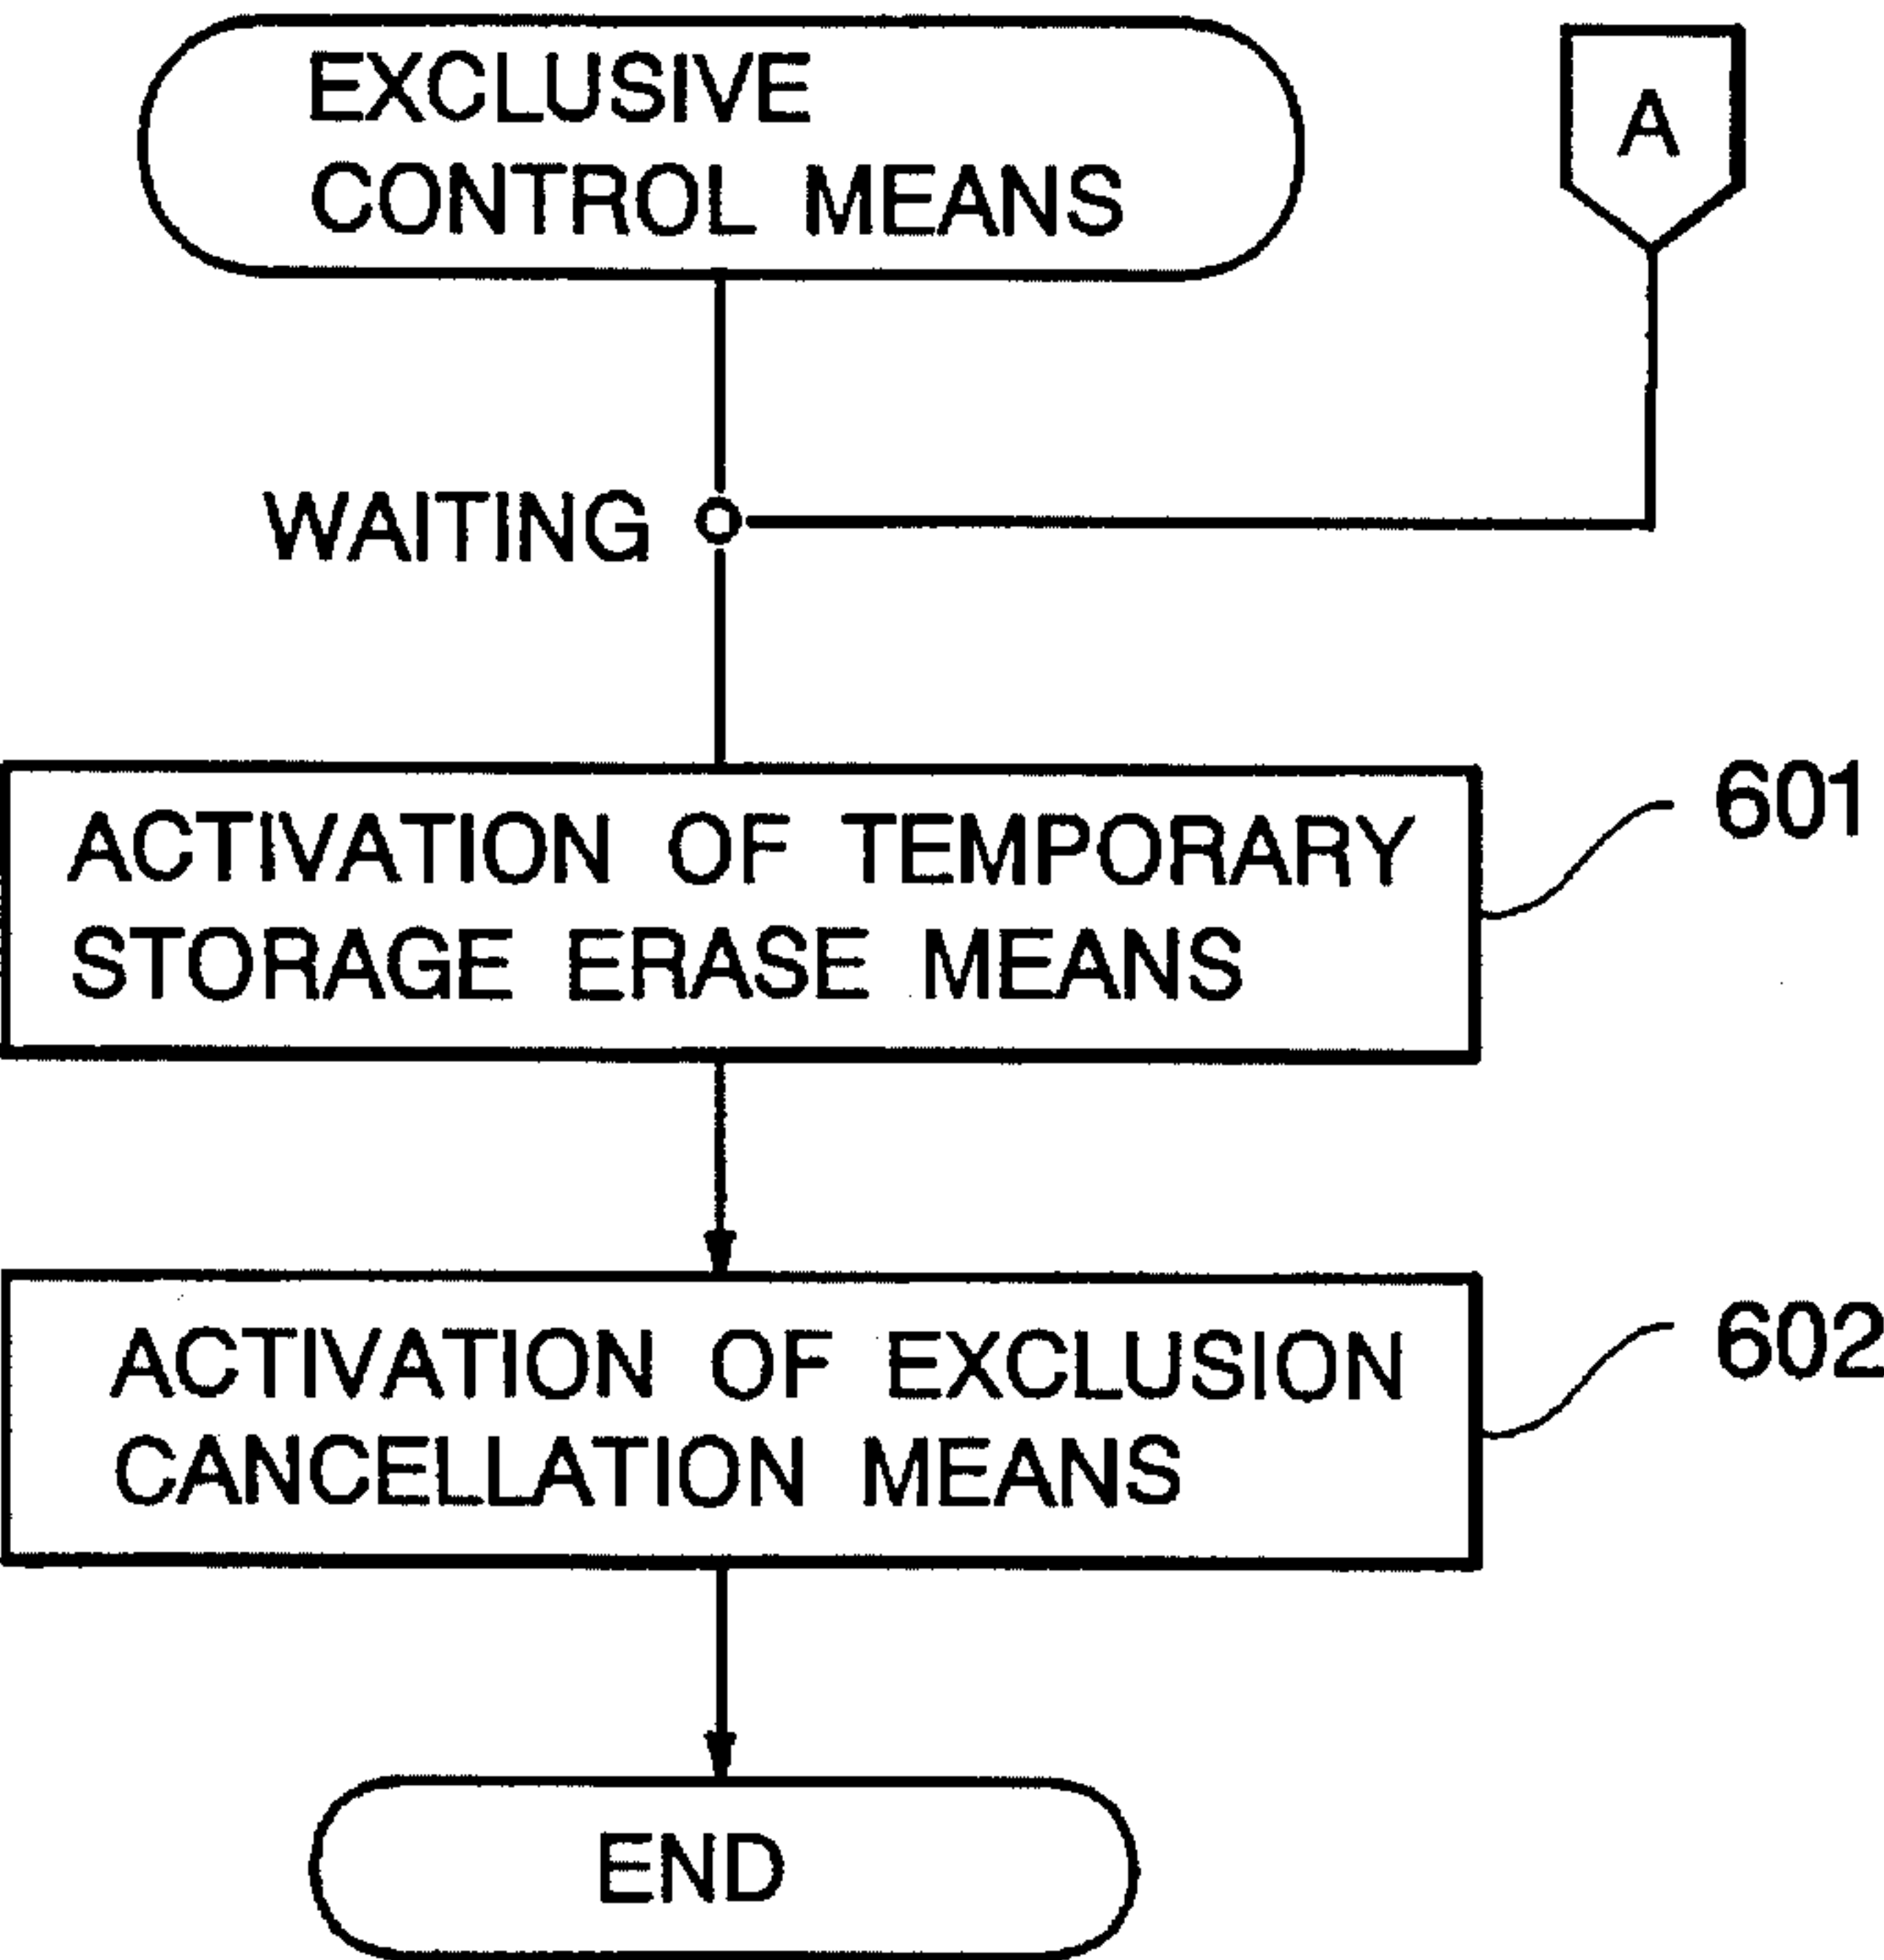 EXCLUSIVE
CONTROL MEANS
A
WAITING
ACTIVATION OF TEMPORARY
STORAGE ERASE MEANS
601
ACTIVATION OF EXCLUSION
CANCELLATION MEANS
602
END